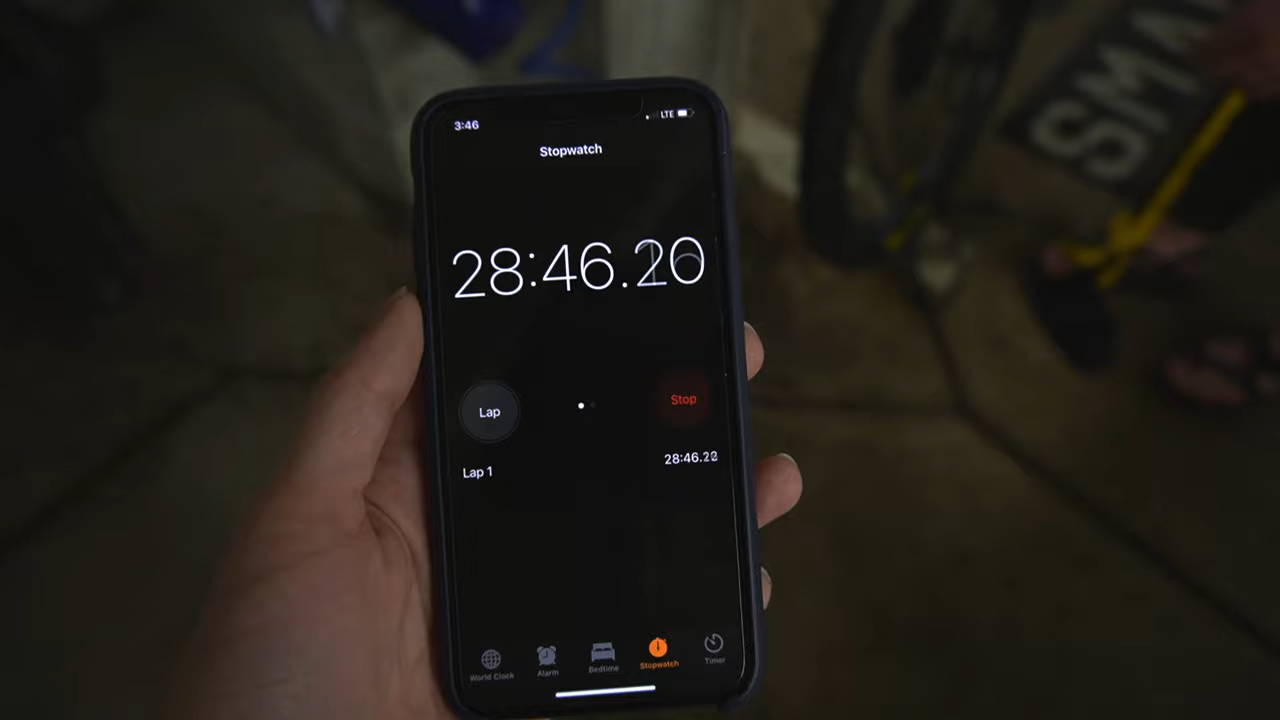 3:46 LTE
Stopwatch
28:46.20
Lap Stop
Lap 1 28:46.22
World Clock Alarm Bedtime Stopwatch Timer